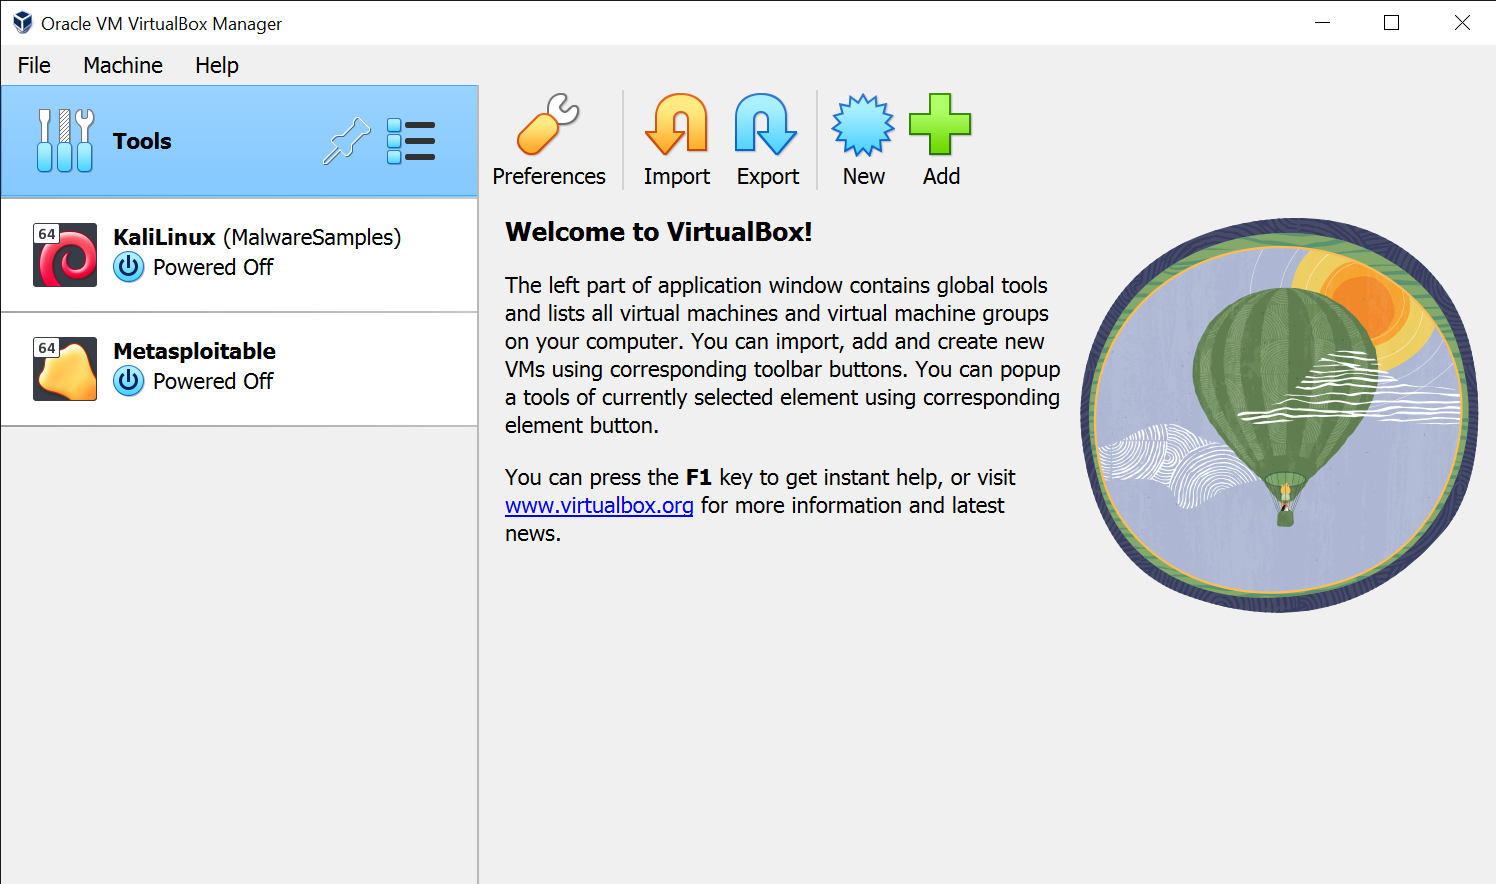 Oracle VM VirtualBox Manager
File Machine Help
Tools
Preferences Import Export New Add
64
KaliLinux (MalwareSamples)
Powered Off
64
Metasploitable
Powered Off
Welcome to VirtualBox!
The left part of application window contains global tools
and lists all virtual machines and virtual machine groups
on your computer. You can import, add and create new
VMs using corresponding toolbar buttons. You can popup
a tools of currently selected element using corresponding
element button.
You can press the F1 key to get instant help, or visit
www.virtualbox.org for more information and latest
news.